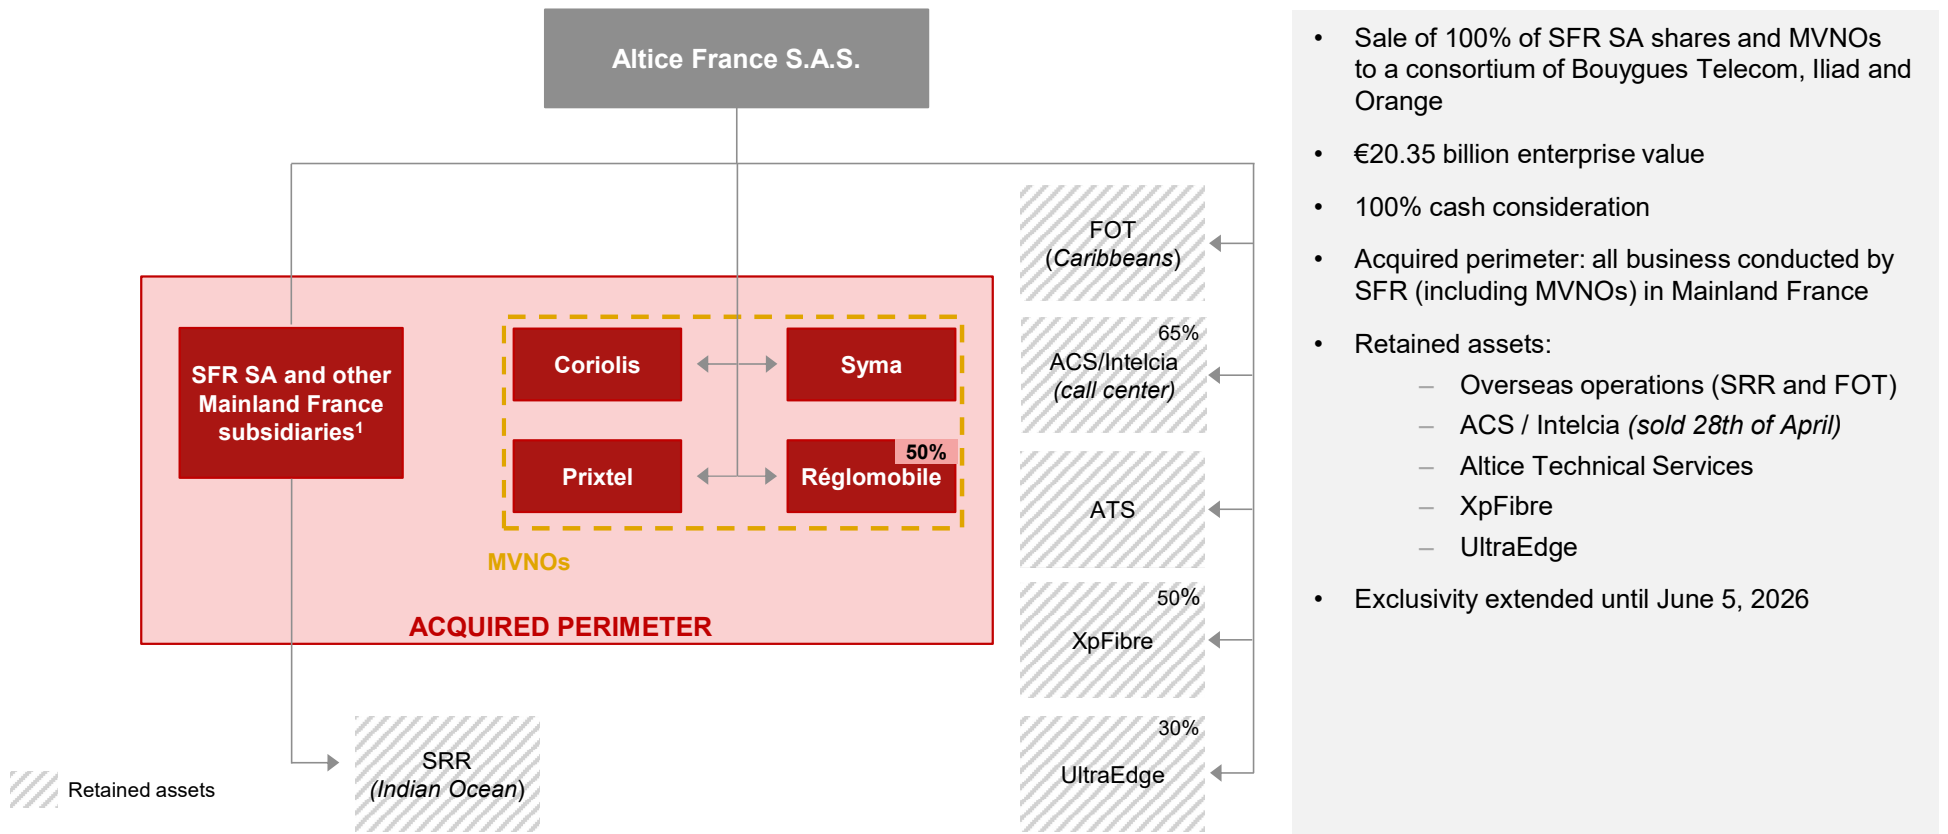 Altice France S.A.S.
FOT
(Caribbeans)
65%
ACS/Intelcia
(call center)
SFR SA and other
Mainland France
subsidiaries¹
Coriolis
Syma
Prixtel
50%
Réglomobile
MVNOs
ACQUIRED PERIMETER
ATS
50%
XpFibre
30%
UltraEdge
SRR
(Indian Ocean)
Retained assets
• Sale of 100% of SFR SA shares and MVNOs
to a consortium of Bouygues Telecom, Iliad and
Orange
• €20.35 billion enterprise value
• 100% cash consideration
• Acquired perimeter: all business conducted by
SFR (including MVNOs) in Mainland France
• Retained assets:
– Overseas operations (SRR and FOT)
– ACS / Intelcia (sold 28th of April)
– Altice Technical Services
– XpFibre
– UltraEdge
• Exclusivity extended until June 5, 2026